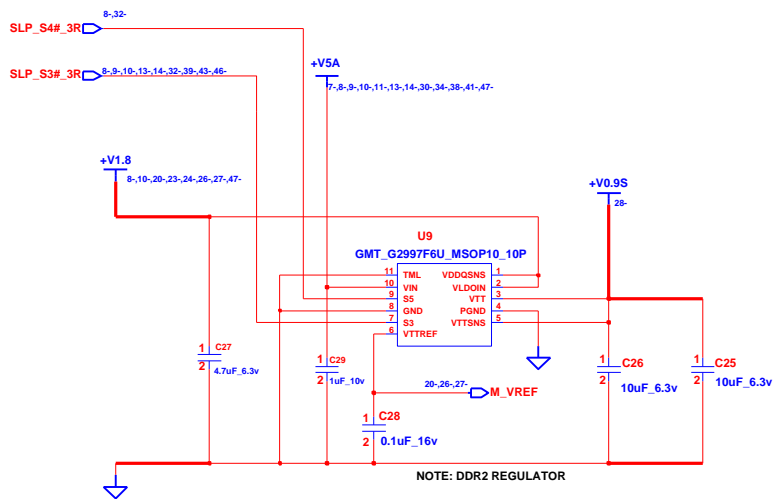 SLP_S4#_3R
8-,32-
SLP_S3#_3R
8-,9-,10-,13-,14-,32-,39-,43-,46-
+V5A
7-,8-,9-,10-,11-,13-,14-,30-,34-,38-,41-,47-
+V1.8
8-,10-,20-,23-,24-,26-,27-,47-
+V0.9S
28-
U9
GMT_G2997F6U_MSOP10_10P
11 TML VDDQSNS 1
10 VIN VLDOIN 2
9 S5 VTT 3
8 GND PGND 4
7 S3 VTTSNS 5
6 VTTREF
1 C27
2 4.7uF_6.3v
1 C29
2 1uF_10v
1 C26
2 10uF_6.3v
1 C25
2 10uF_6.3v
20-,26-,27-
M_VREF
1 C28
2 0.1uF_16v
NOTE: DDR2 REGULATOR